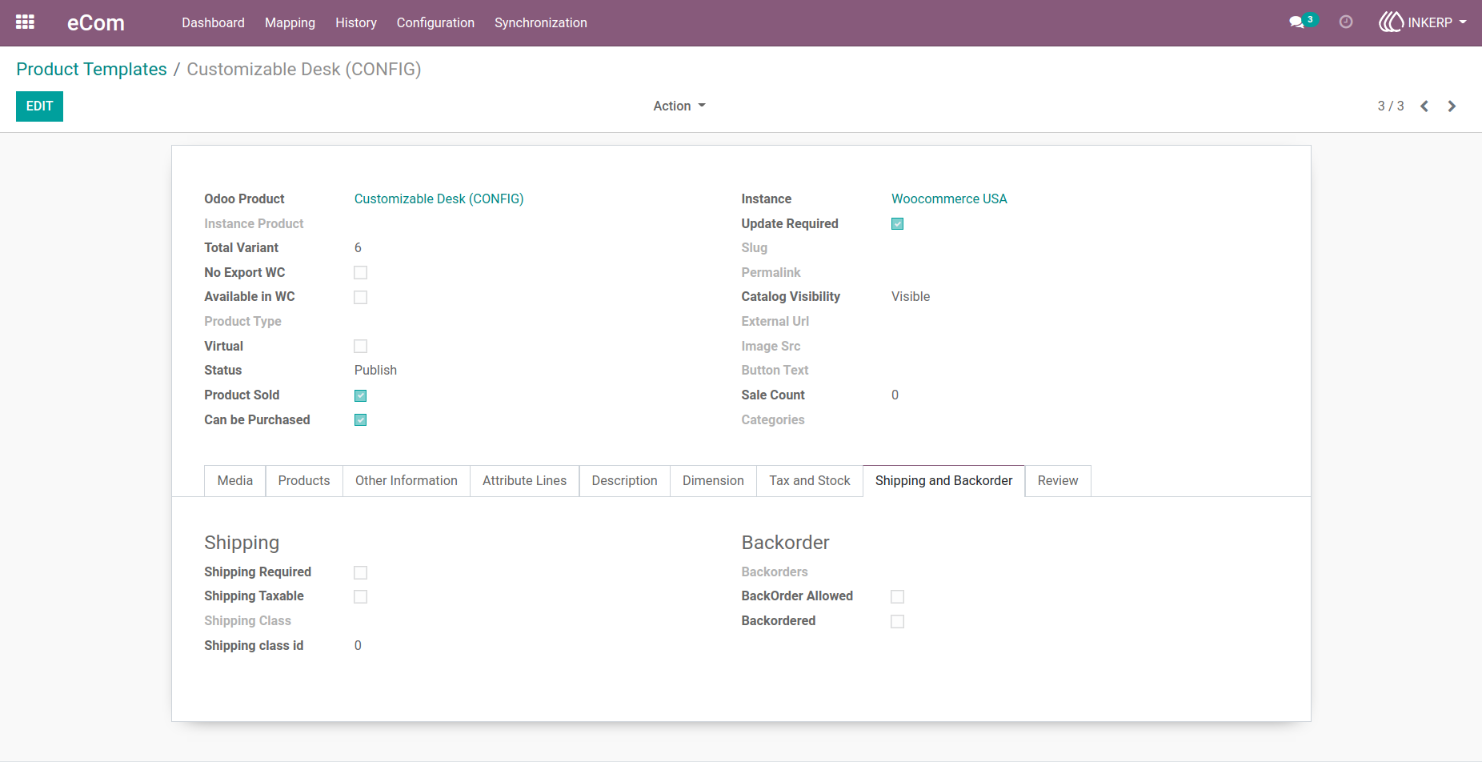 eCom Dashboard Mapping History Configuration Synchronization 3 INKERP
Product Templates / Customizable Desk (CONFIG)
EDIT Action 3 / 3
Odoo Product Customizable Desk (CONFIG) Instance Woocommerce USA
Instance Product Update Required
Total Variant 6 Slug
No Export WC Permalink
Available in WC Catalog Visibility Visible
Product Type External Url
Virtual Image Src
Status Publish Button Text
Product Sold Sale Count 0
Can be Purchased Categories
Media Products Other Information Attribute Lines Description Dimension Tax and Stock Shipping and Backorder Review
Shipping Backorder
Shipping Required Backorders
Shipping Taxable BackOrder Allowed
Shipping Class Backordered
Shipping class id 0